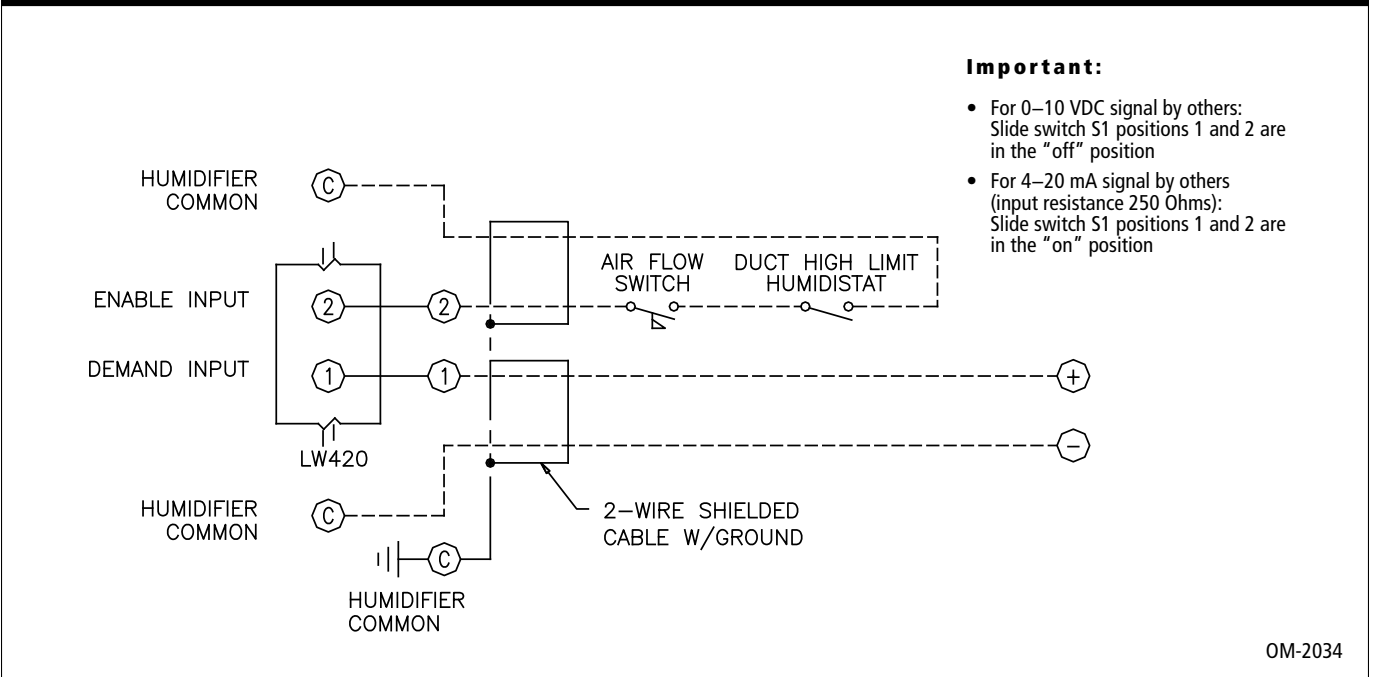 Important:
• For 0–10 VDC signal by others:
Slide switch S1 positions 1 and 2 are
in the “off” position
• For 4–20 mA signal by others
(input resistance 250 Ohms):
Slide switch S1 positions 1 and 2 are
in the “on” position
HUMIDIFIER
COMMON
C
AIR FLOW
SWITCH
DUCT HIGH LIMIT
HUMIDISTAT
ENABLE INPUT
2
2
DEMAND INPUT
1
1
+
−
LW420
HUMIDIFIER
COMMON
C
2–WIRE SHIELDED
CABLE W/GROUND
C
HUMIDIFIER
COMMON
OM-2034